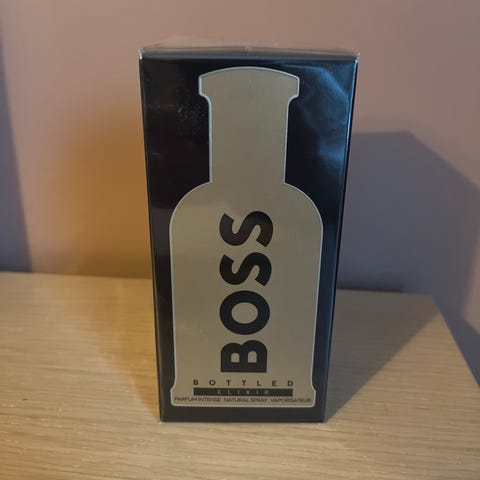 BOSS
BOTTLED
ELIXIR
PARFUM INTENSE NATURAL SPRAY VAPORISATEUR